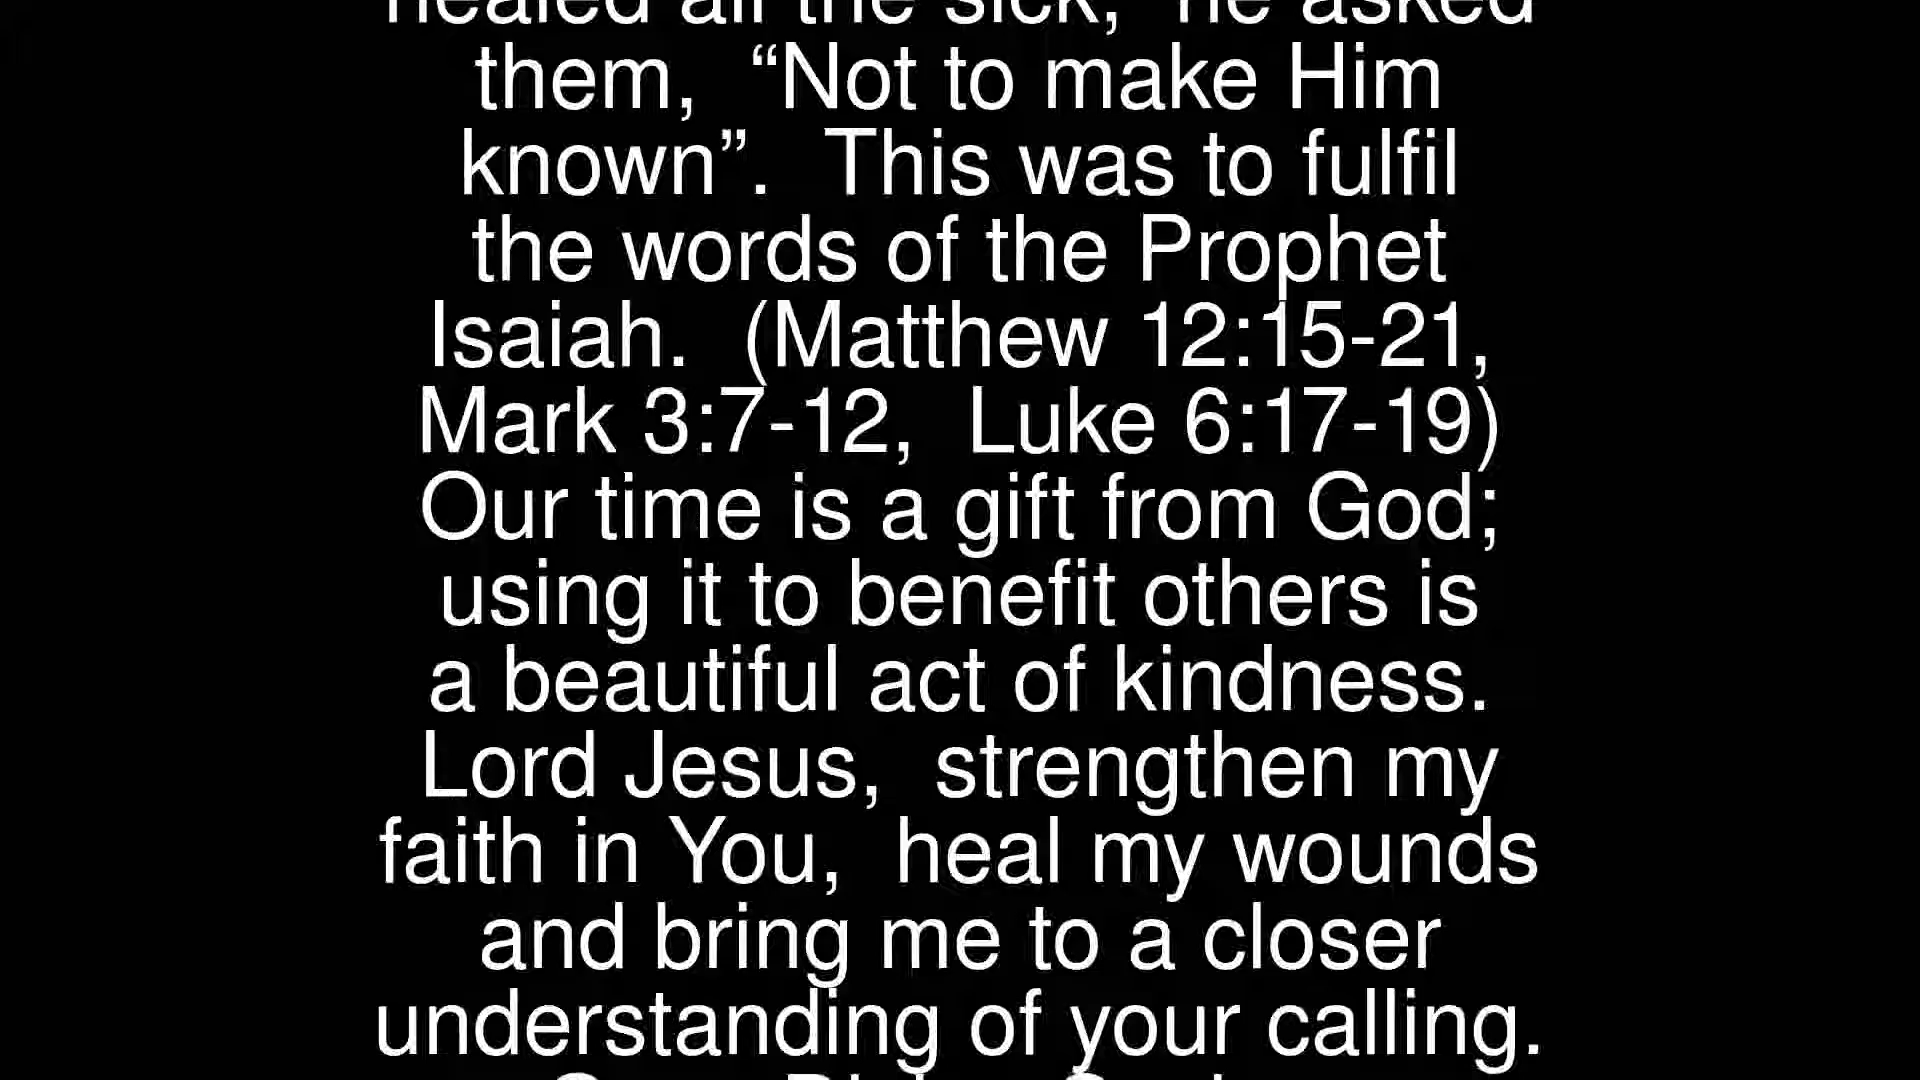 healed all the sick, he asked
them, “Not to make Him
known”. This was to fulfil
the words of the Prophet
Isaiah. (Matthew 12:15-21,
Mark 3:7-12, Luke 6:17-19)
Our time is a gift from God;
using it to benefit others is
a beautiful act of kindness.
Lord Jesus, strengthen my
faith in You, heal my wounds
and bring me to a closer
understanding of your calling.